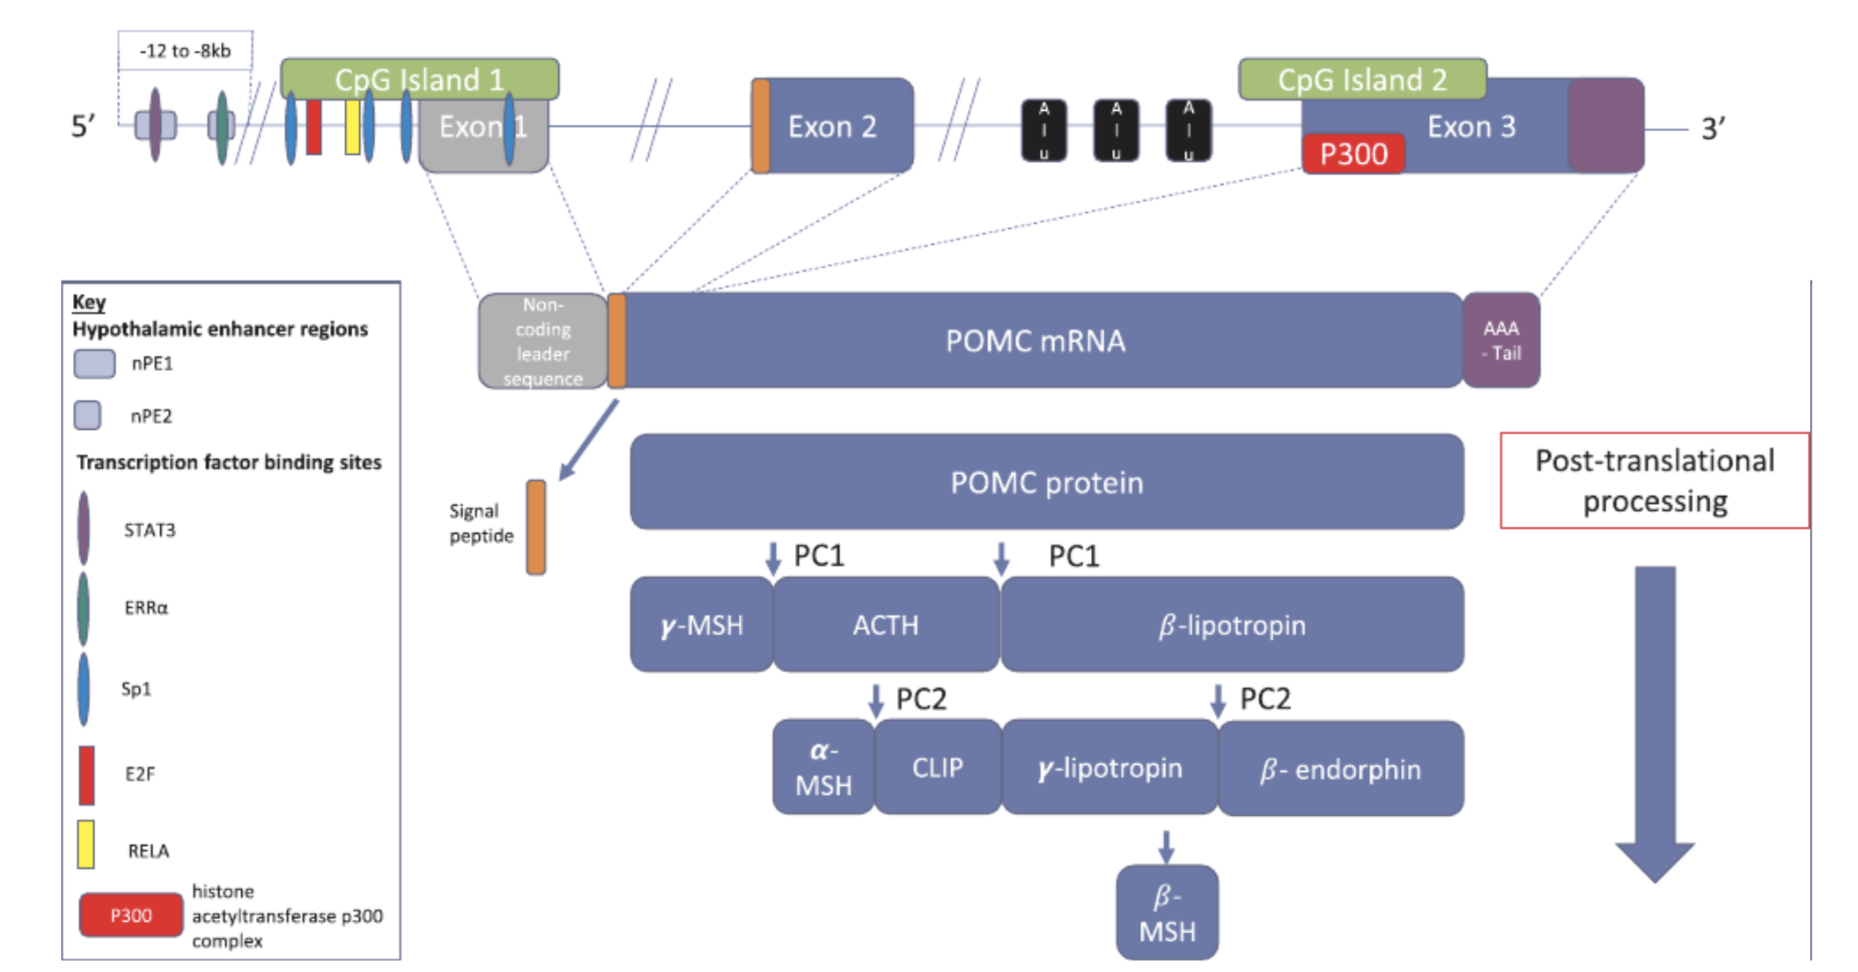 -12 to -8kb
CpG Island 1
CpG Island 2
5′
Exon 1
Exon 2
A
l
u
A
l
u
A
l
u
Exon 3
P300
3′
Key
Hypothalamic enhancer regions
nPE1
nPE2
Transcription factor binding sites
STAT3
ERRα
Sp1
E2F
RELA
P300
histone
acetyltransferase p300
complex
Non-
coding
leader
sequence
POMC mRNA
AAA
- Tail
Signal
peptide
POMC protein
Post-translational
processing
PC1
PC1
γ-MSH
ACTH
β-lipotropin
PC2
PC2
α-
MSH
CLIP
γ-lipotropin
β- endorphin
β-
MSH